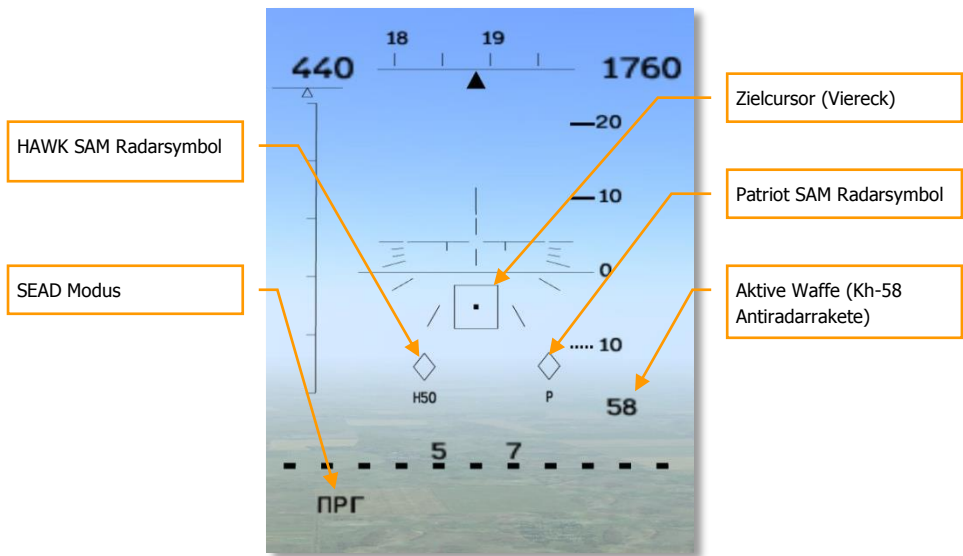 18 19
440 1760
Zielcursor (Viereck)
20
HAWK SAM Radarsymbol
10
Patriot SAM Radarsymbol
0
SEAD Modus
Aktive Waffe (Kh-58
Antiradarrakete)
10
H50 P
58
5 7
ПРГ